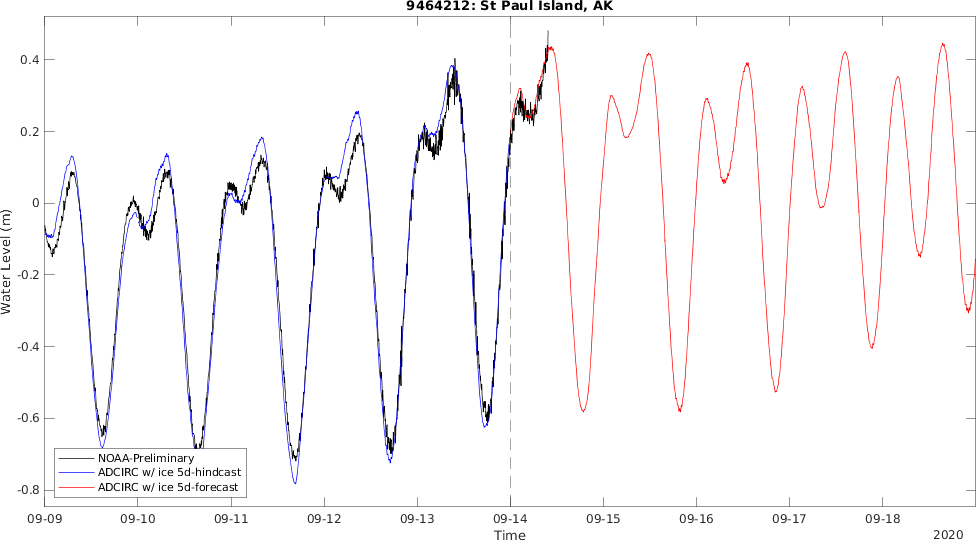 9464212: St Paul Island, AK
0.4
0.2
0
-0.2
-0.4
-0.6
-0.8
Water Level (m)
NOAA-Preliminary
ADCIRC w/ ice 5d-hindcast
ADCIRC w/ ice 5d-forecast
09-09 09-10 09-11 09-12 09-13 09-14 09-15 09-16 09-17 09-18
Time
2020